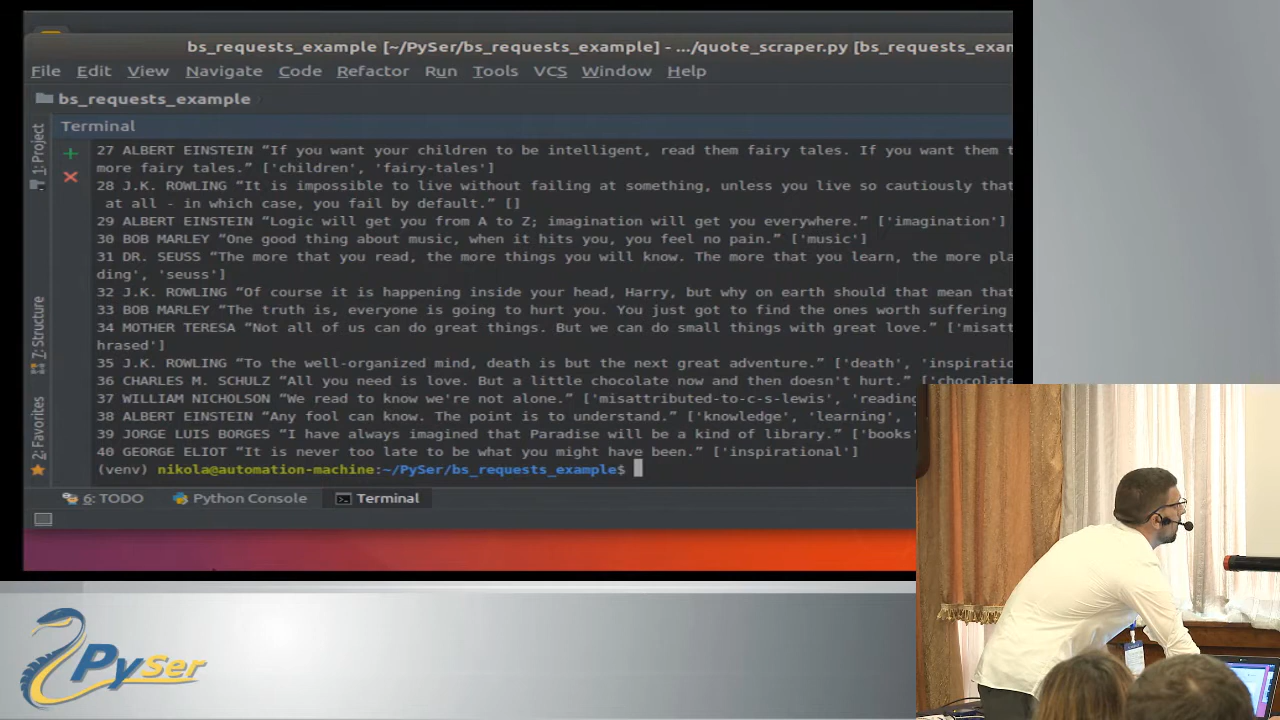 bs_requests_example [~/PySer/bs_requests_example] - .../quote_scraper.py [bs_requests_exam
File Edit View Navigate Code Refactor Run Tools VCS Window Help
bs_requests_example
Terminal
1: Project
27 ALBERT EINSTEIN “If you want your children to be intelligent, read them fairy tales. If you want them t
more fairy tales.” ['children', 'fairy-tales']
28 J.K. ROWLING “It is impossible to live without failing at something, unless you live so cautiously that
at all - in which case, you fail by default.” []
29 ALBERT EINSTEIN “Logic will get you from A to Z; imagination will get you everywhere.” ['imagination']
30 BOB MARLEY “One good thing about music, when it hits you, you feel no pain.” ['music']
31 DR. SEUSS “The more that you read, the more things you will know. The more that you learn, the more pla
ding', 'seuss']
32 J.K. ROWLING “Of course it is happening inside your head, Harry, but why on earth should that mean that
33 BOB MARLEY “The truth is, everyone is going to hurt you. You just got to find the ones worth suffering
34 MOTHER TERESA “Not all of us can do great things. But we can do small things with great love.” ['misatt
hrased']
35 J.K. ROWLING “To the well-organized mind, death is but the next great adventure.” ['death', 'inspiratio
36 CHARLES M. SCHULZ “All you need is love. But a little chocolate now and then doesn't hurt.” ['chocolate
37 WILLIAM NICHOLSON “We read to know we're not alone.” ['misattributed-to-c-s-lewis', 'reading
38 ALBERT EINSTEIN “Any fool can know. The point is to understand.” ['knowledge', 'learning',
39 JORGE LUIS BORGES “I have always imagined that Paradise will be a kind of library.” ['books'
40 GEORGE ELIOT “It is never too late to be what you might have been.” ['inspirational']
(venv) nikola@automation-machine:~/PySer/bs_requests_example$
7: Structure
2: Favorites
6: TODO Python Console Terminal
PySer